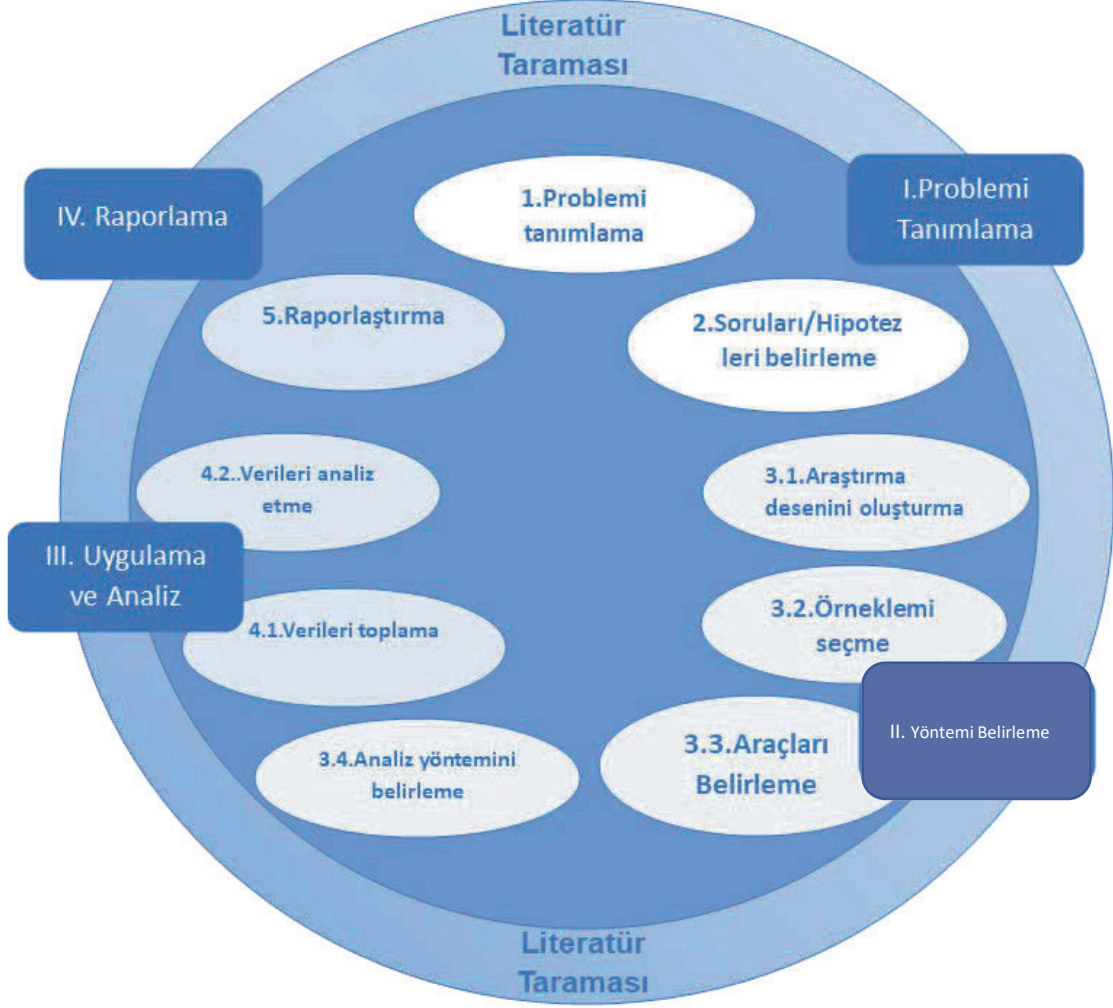 Literatür
Taraması
IV. Raporlama
I.Problemi
Tanımlama
1.Problemi
tanımlama
5.Raporlaştırma
2.Soruları/Hipotez
leri belirleme
4.2..Verileri analiz
etme
3.1.Araştırma
desenini oluşturma
III. Uygulama
ve Analiz
3.2.Örneklemi
seçme
4.1.Verileri toplama
II. Yöntemi Belirleme
3.4.Analiz yöntemini
belirleme
3.3.Araçları
Belirleme
Literatür
Taraması